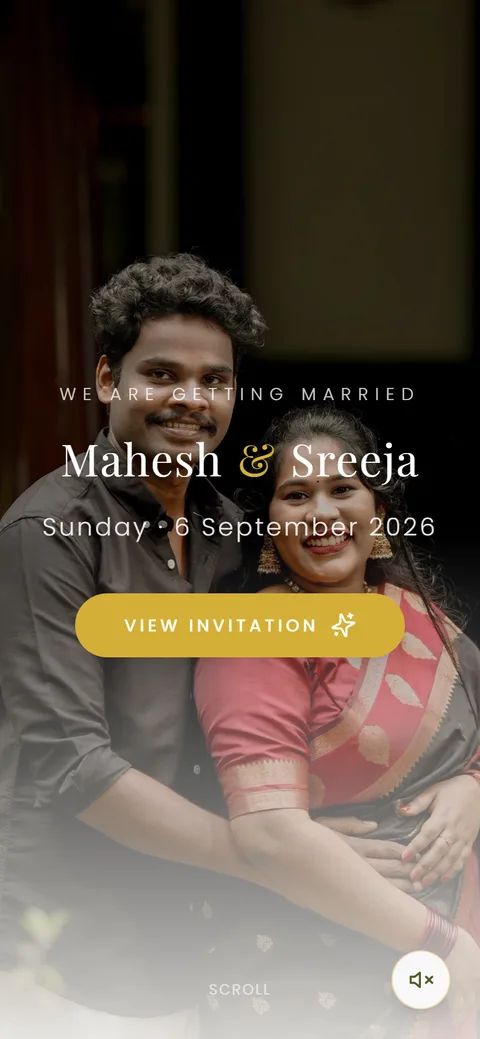 WE ARE GETTING MARRIED
Mahesh & Sreeja
Sunday · 6 September 2026
VIEW INVITATION
SCROLL